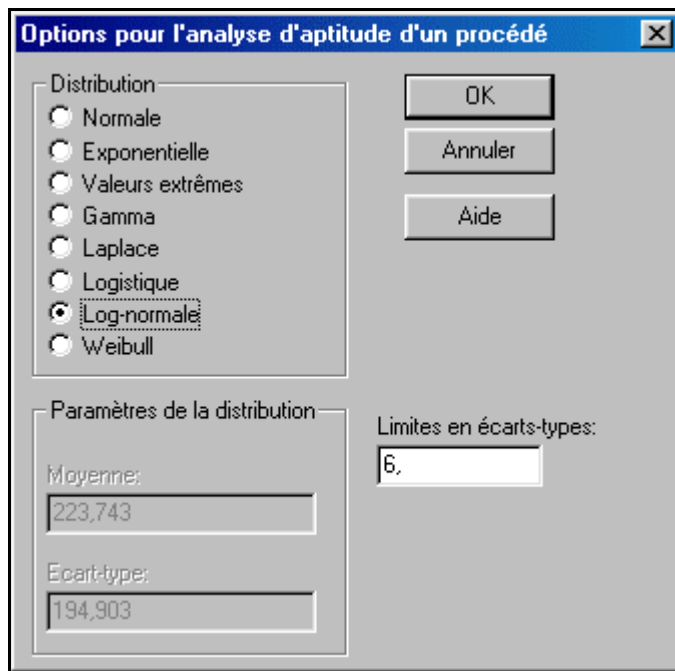 Options pour l'analyse d'aptitude d'un procédé
Distribution
Normale
Exponentielle
Valeurs extrêmes
Gamma
Laplace
Logistique
Log-normale
Weibull
OK
Annuler
Aide
Paramètres de la distribution
Moyenne:
223,743
Ecart-type:
194,903
Limites en écarts-types:
6,